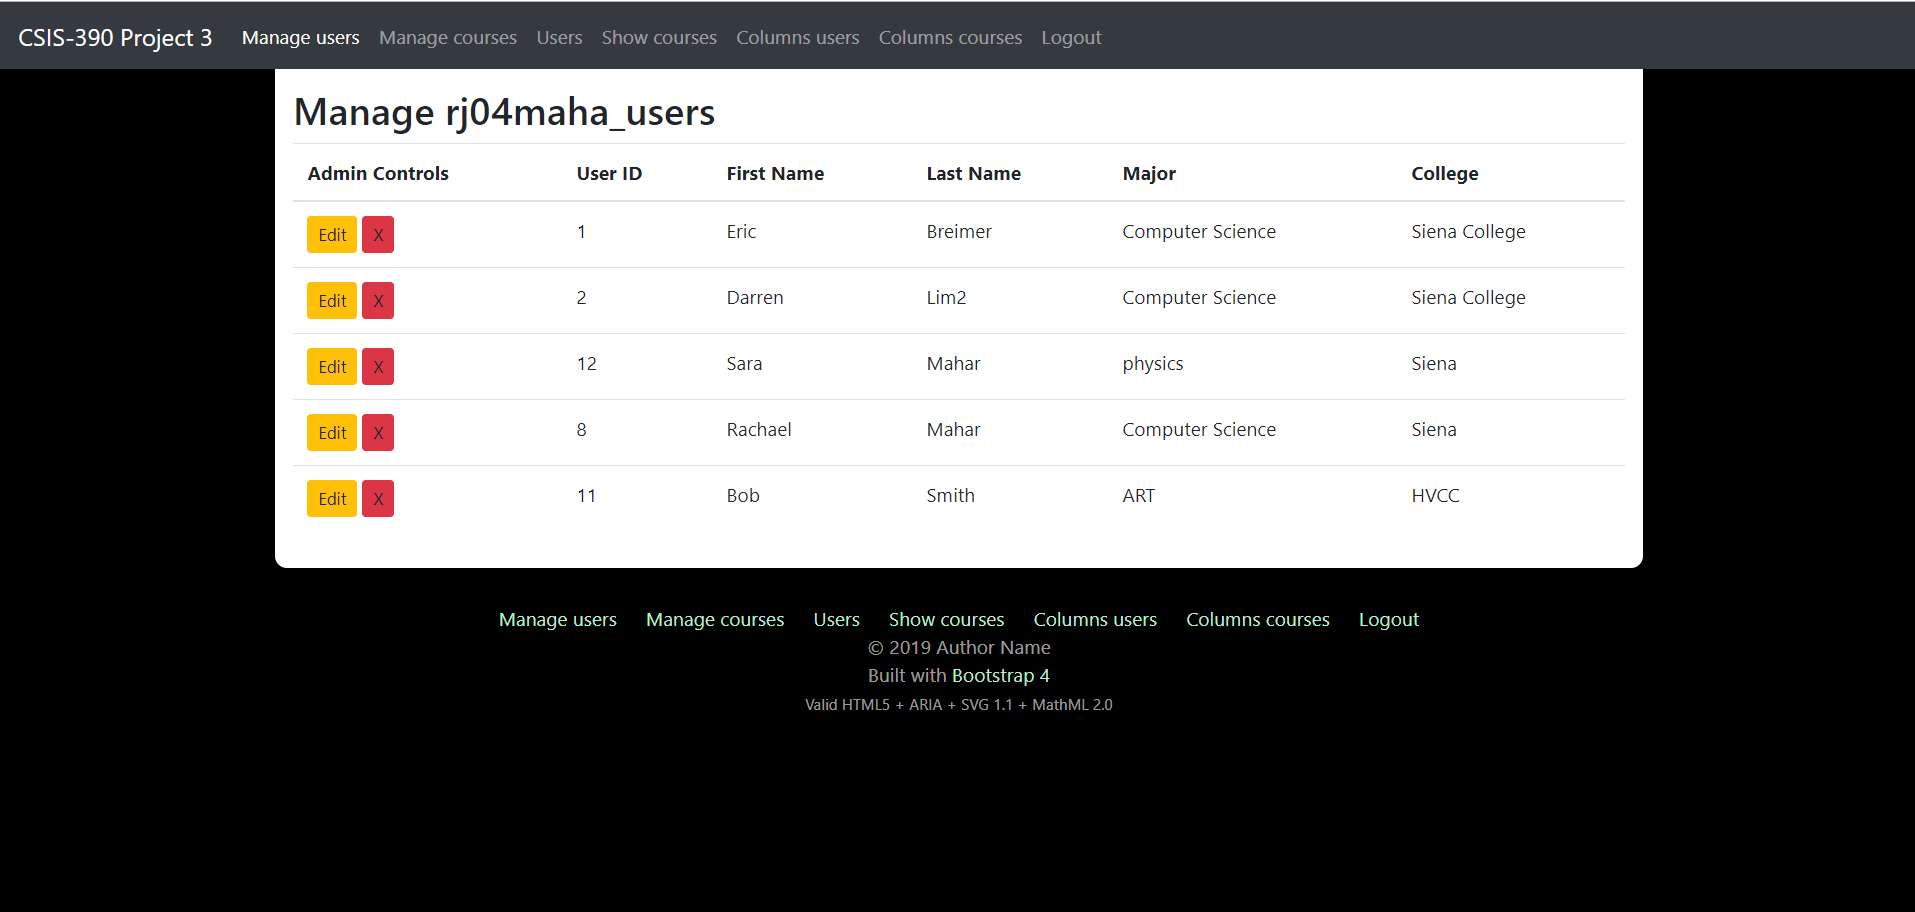 CSIS-390 Project 3 Manage users Manage courses Users Show courses Columns users Columns courses Logout
Manage rj04maha_users
Admin Controls User ID First Name Last Name Major College
Edit X 1 Eric Breimer Computer Science Siena College
Edit X 2 Darren Lim2 Computer Science Siena College
Edit X 12 Sara Mahar physics Siena
Edit X 8 Rachael Mahar Computer Science Siena
Edit X 11 Bob Smith ART HVCC
Manage users Manage courses Users Show courses Columns users Columns courses Logout
© 2019 Author Name
Built with Bootstrap 4
Valid HTML5 + ARIA + SVG 1.1 + MathML 2.0